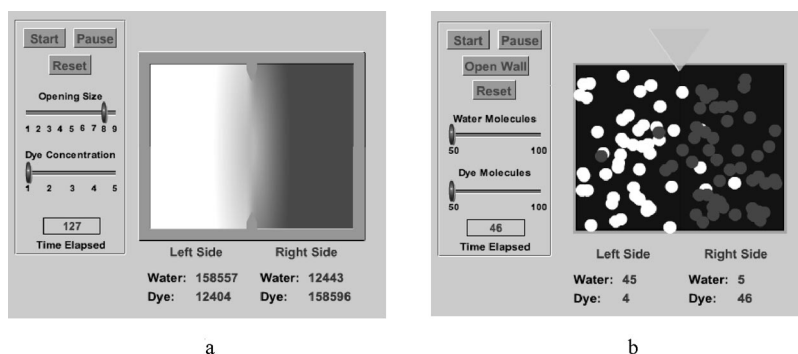 Start Pause
Reset
Opening Size
1 2 3 4 5 6 7 8 9
Dye Concentration
1 2 3 4 5
127
Time Elapsed
Left Side Right Side
Water: 158557 Water: 12443
Dye: 12404 Dye: 158596
a
Start Pause
Open Wall
Reset
Water Molecules
50 100
Dye Molecules
50 100
46
Time Elapsed
Left Side Right Side
Water: 45 Water: 5
Dye: 4 Dye: 46
b